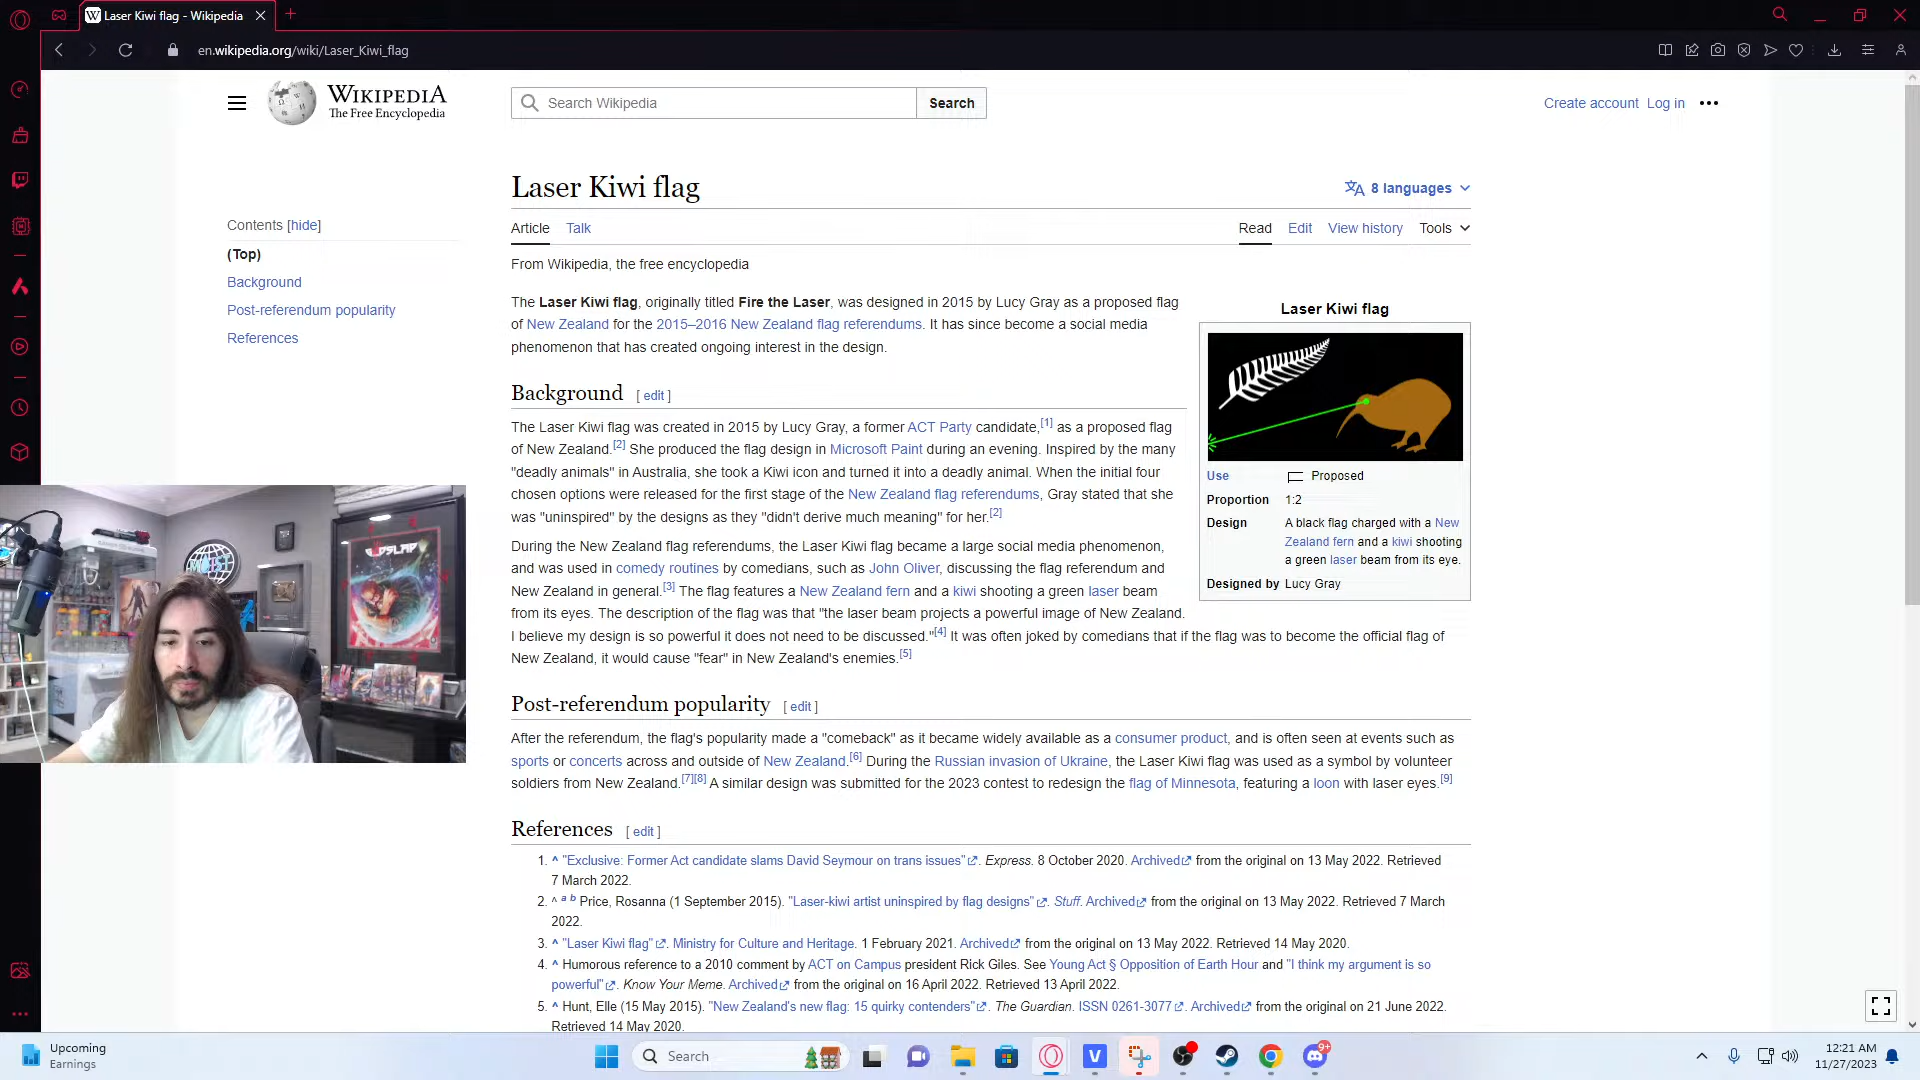 Laser Kiwi flag - Wikipedia
en.wikipedia.org/wiki/Laser_Kiwi_flag
WIKIPEDIA
The Free Encyclopedia
Search Wikipedia
Search
Create account Log in
Laser Kiwi flag
8 languages
Contents [hide]
(Top)
Background
Post-referendum popularity
References
Article Talk
Read Edit View history Tools
From Wikipedia, the free encyclopedia
The Laser Kiwi flag, originally titled Fire the Laser, was designed in 2015 by Lucy Gray as a proposed flag
of New Zealand for the 2015–2016 New Zealand flag referendums. It has since become a social media
phenomenon that has created ongoing interest in the design.
Background [ edit ]
The Laser Kiwi flag was created in 2015 by Lucy Gray, a former ACT Party candidate,[1] as a proposed flag
of New Zealand.[2] She produced the flag design in Microsoft Paint during an evening. Inspired by the many
"deadly animals" in Australia, she took a Kiwi icon and turned it into a deadly animal. When the initial four
chosen options were released for the first stage of the New Zealand flag referendums, Gray stated that she
was "uninspired" by the designs as they "didn't derive much meaning" for her.[2]
During the New Zealand flag referendums, the Laser Kiwi flag became a large social media phenomenon,
and was used in comedy routines by comedians, such as John Oliver, discussing the flag referendum and
New Zealand in general.[3] The flag features a New Zealand fern and a kiwi shooting a green laser beam
from its eyes. The description of the flag was that "the laser beam projects a powerful image of New Zealand.
I believe my design is so powerful it does not need to be discussed."[4] It was often joked by comedians that if the flag was to become the official flag of
New Zealand, it would cause "fear" in New Zealand's enemies.[5]
Laser Kiwi flag
Use Proposed
Proportion 1:2
Design A black flag charged with a New
Zealand fern and a kiwi shooting
a green laser beam from its eye.
Designed by Lucy Gray
Post-referendum popularity [ edit ]
After the referendum, the flag's popularity made a "comeback" as it became widely available as a consumer product, and is often seen at events such as
sports or concerts across and outside of New Zealand.[6] During the Russian invasion of Ukraine, the Laser Kiwi flag was used as a symbol by volunteer
soldiers from New Zealand.[7][8] A similar design was submitted for the 2023 contest to redesign the flag of Minnesota, featuring a loon with laser eyes.[9]
References [ edit ]
1. ^ "Exclusive: Former Act candidate slams David Seymour on trans issues". Express. 8 October 2020. Archived from the original on 13 May 2022. Retrieved
7 March 2022.
2. ^ a b Price, Rosanna (1 September 2015). "Laser-kiwi artist uninspired by flag designs". Stuff. Archived from the original on 13 May 2022. Retrieved 7 March
2022.
3. ^ "Laser Kiwi flag". Ministry for Culture and Heritage. 1 February 2021. Archived from the original on 13 May 2022. Retrieved 14 May 2020.
4. ^ Humorous reference to a 2010 comment by ACT on Campus president Rick Giles. See Young Act § Opposition of Earth Hour and "I think my argument is so
powerful". Know Your Meme. Archived from the original on 16 April 2022. Retrieved 13 April 2022.
5. ^ Hunt, Elle (15 May 2015). "New Zealand's new flag: 15 quirky contenders". The Guardian. ISSN 0261-3077. Archived from the original on 21 June 2022.
Retrieved 14 May 2020.
Upcoming
Earnings
Search
9+
12:21 AM
11/27/2023